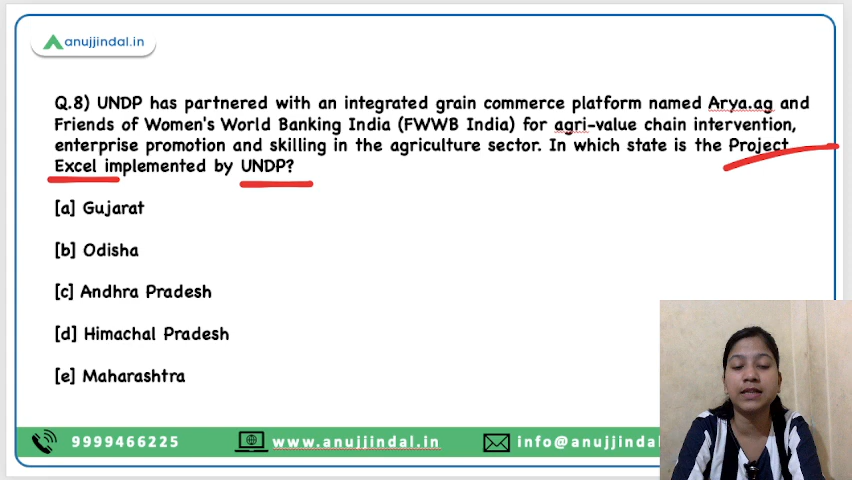 anujjindal.in
Q.8) UNDP has partnered with an integrated grain commerce platform named Arya.ag and
Friends of Women's World Banking India (FWWB India) for agri-value chain intervention,
enterprise promotion and skilling in the agriculture sector. In which state is the Project
Excel implemented by UNDP?
[a] Gujarat
[b] Odisha
[c] Andhra Pradesh
[d] Himachal Pradesh
[e] Maharashtra
9999466225 www.anujjindal.in info@anujjindal